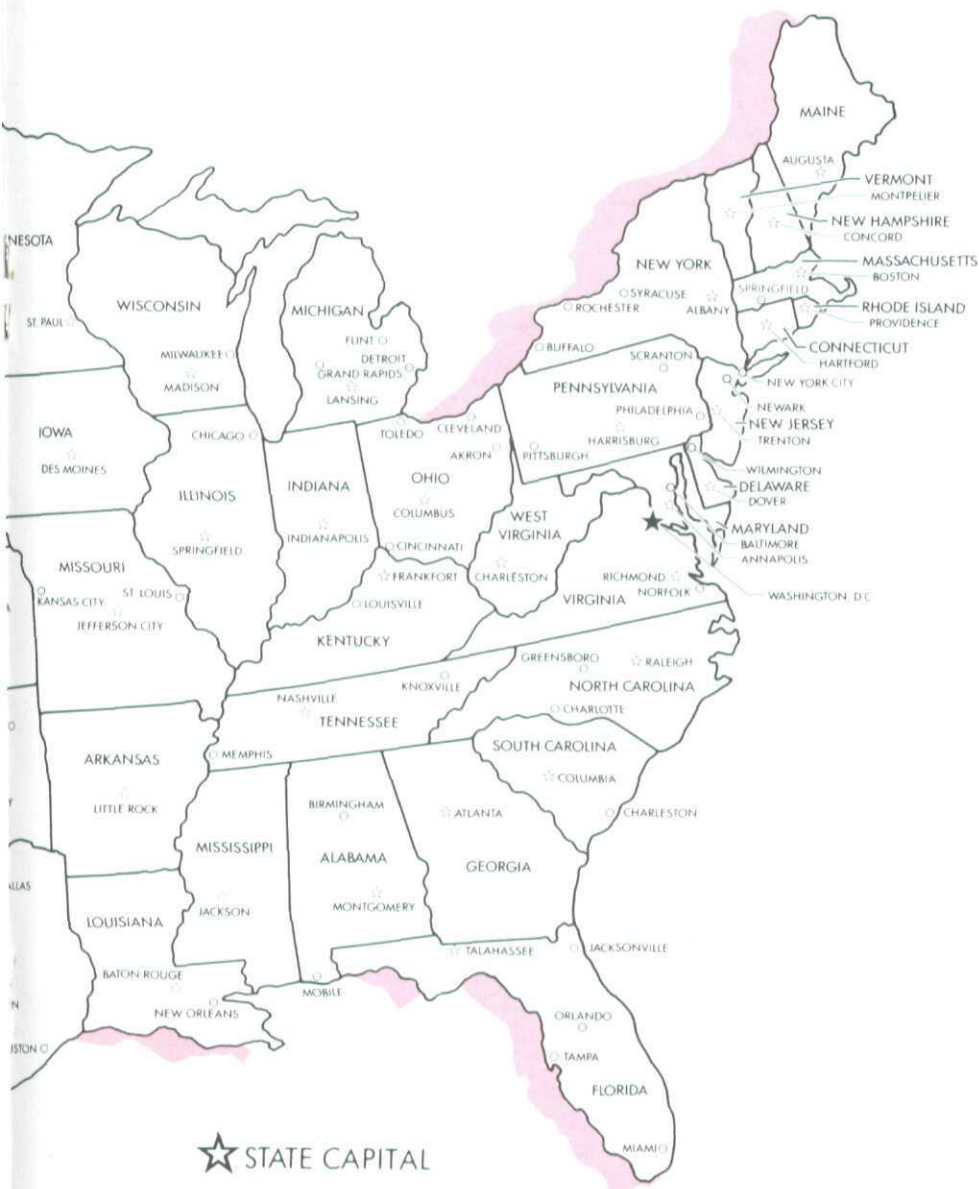 MAINE
AUGUSTA
VERMONT
MONTPELIER
NEW HAMPSHIRE
CONCORD
NESOTA
NEW YORK
MASSACHUSETTS
BOSTON
SYRACUSE
SPRINGFIELD
WISCONSIN
MICHIGAN
ROCHESTER
ALBANY
RHODE ISLAND
PROVIDENCE
ST. PAUL
FLINT
BUFFALO
CONNECTICUT
HARTFORD
MILWAUKEE
DETROIT
SCRANTON
GRAND RAPIDS
MADISON
LANSING
PENNSYLVANIA
NEW YORK CITY
PHILADELPHIA
NEWARK
NEW JERSEY
IOWA
CHICAGO
TOLEDO
CLEVELAND
HARRISBURG
TRENTON
AKRON
PITTSBURGH
DES MOINES
WILMINGTON
ILLINOIS
INDIANA
OHIO
DELAWARE
DOVER
COLUMBUS
WEST
VIRGINIA
MARYLAND
BALTIMORE
ANNAPOLIS
SPRINGFIELD
INDIANAPOLIS
CINCINNATI
MISSOURI
FRANKFORT
CHARLESTON
RICHMOND
NORFOLK
WASHINGTON, D.C
KANSAS CITY
ST. LOUIS
LOUISVILLE
VIRGINIA
JEFFERSON CITY
KENTUCKY
GREENSBORO
RALEIGH
NASHVILLE
KNOXVILLE
NORTH CAROLINA
TENNESSEE
CHARLOTTE
ARKANSAS
MEMPHIS
SOUTH CAROLINA
COLUMBIA
LITTLE ROCK
BIRMINGHAM
ATLANTA
CHARLESTON
MISSISSIPPI
ALABAMA
GEORGIA
LLAS
JACKSON
MONTGOMERY
LOUISIANA
TALAHASSEE
JACKSONVILLE
BATON ROUGE
MOBILE
NEW ORLEANS
ORLANDO
USTON
TAMPA
FLORIDA
MIAMI
STATE CAPITAL